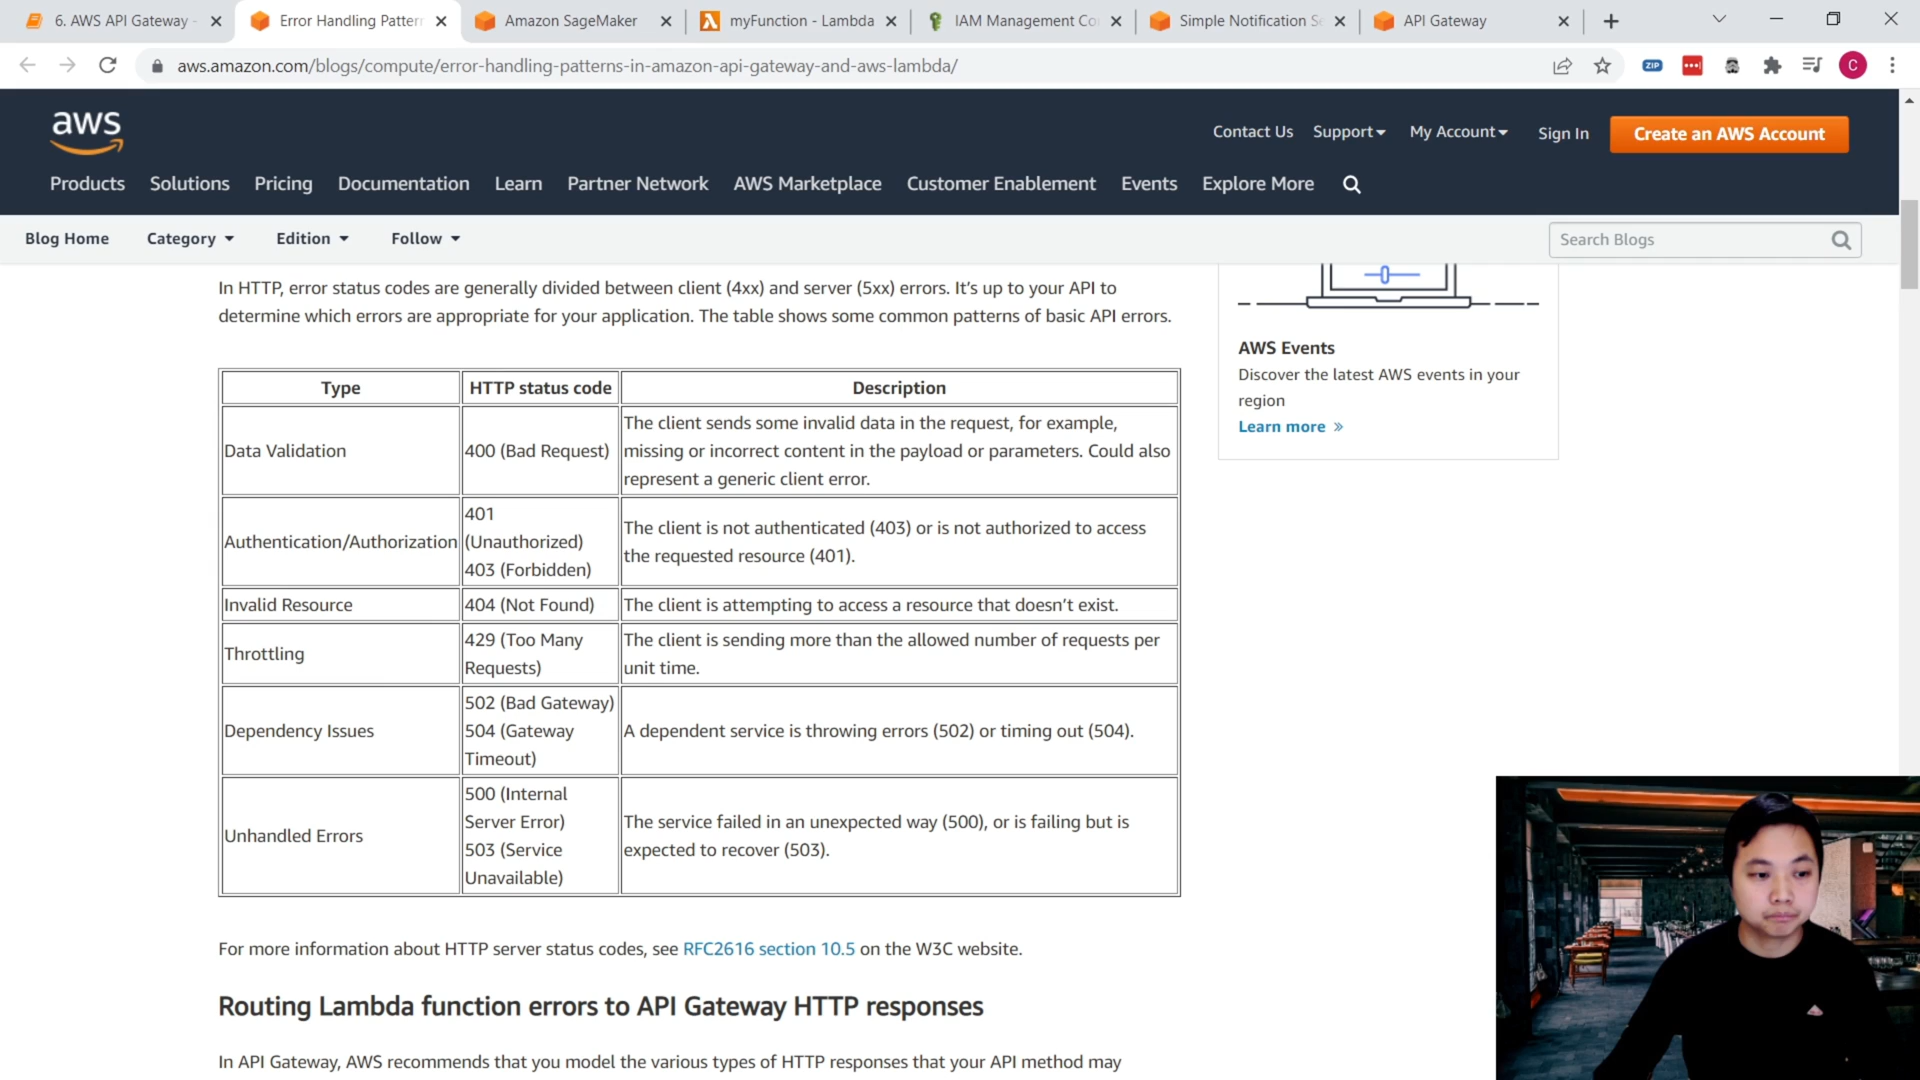 6. AWS API Gateway -
Error Handling Pattern
Amazon SageMaker
myFunction - Lambda
IAM Management Co
Simple Notification Se
API Gateway
aws.amazon.com/blogs/compute/error-handling-patterns-in-amazon-api-gateway-and-aws-lambda/
ZIP
C
aws
Contact Us
Support
My Account
Sign In
Create an AWS Account
Products
Solutions
Pricing
Documentation
Learn
Partner Network
AWS Marketplace
Customer Enablement
Events
Explore More
Blog Home
Category
Edition
Follow
Search Blogs
In HTTP, error status codes are generally divided between client (4xx) and server (5xx) errors. It’s up to your API to
determine which errors are appropriate for your application. The table shows some common patterns of basic API errors.
AWS Events
Discover the latest AWS events in your
region
Learn more »
Type
HTTP status code
Description
Data Validation
400 (Bad Request)
The client sends some invalid data in the request, for example,
missing or incorrect content in the payload or parameters. Could also
represent a generic client error.
Authentication/Authorization
401
(Unauthorized)
403 (Forbidden)
The client is not authenticated (403) or is not authorized to access
the requested resource (401).
Invalid Resource
404 (Not Found)
The client is attempting to access a resource that doesn’t exist.
Throttling
429 (Too Many
Requests)
The client is sending more than the allowed number of requests per
unit time.
Dependency Issues
502 (Bad Gateway)
504 (Gateway
Timeout)
A dependent service is throwing errors (502) or timing out (504).
Unhandled Errors
500 (Internal
Server Error)
503 (Service
Unavailable)
The service failed in an unexpected way (500), or is failing but is
expected to recover (503).
For more information about HTTP server status codes, see RFC2616 section 10.5 on the W3C website.
Routing Lambda function errors to API Gateway HTTP responses
In API Gateway, AWS recommends that you model the various types of HTTP responses that your API method may